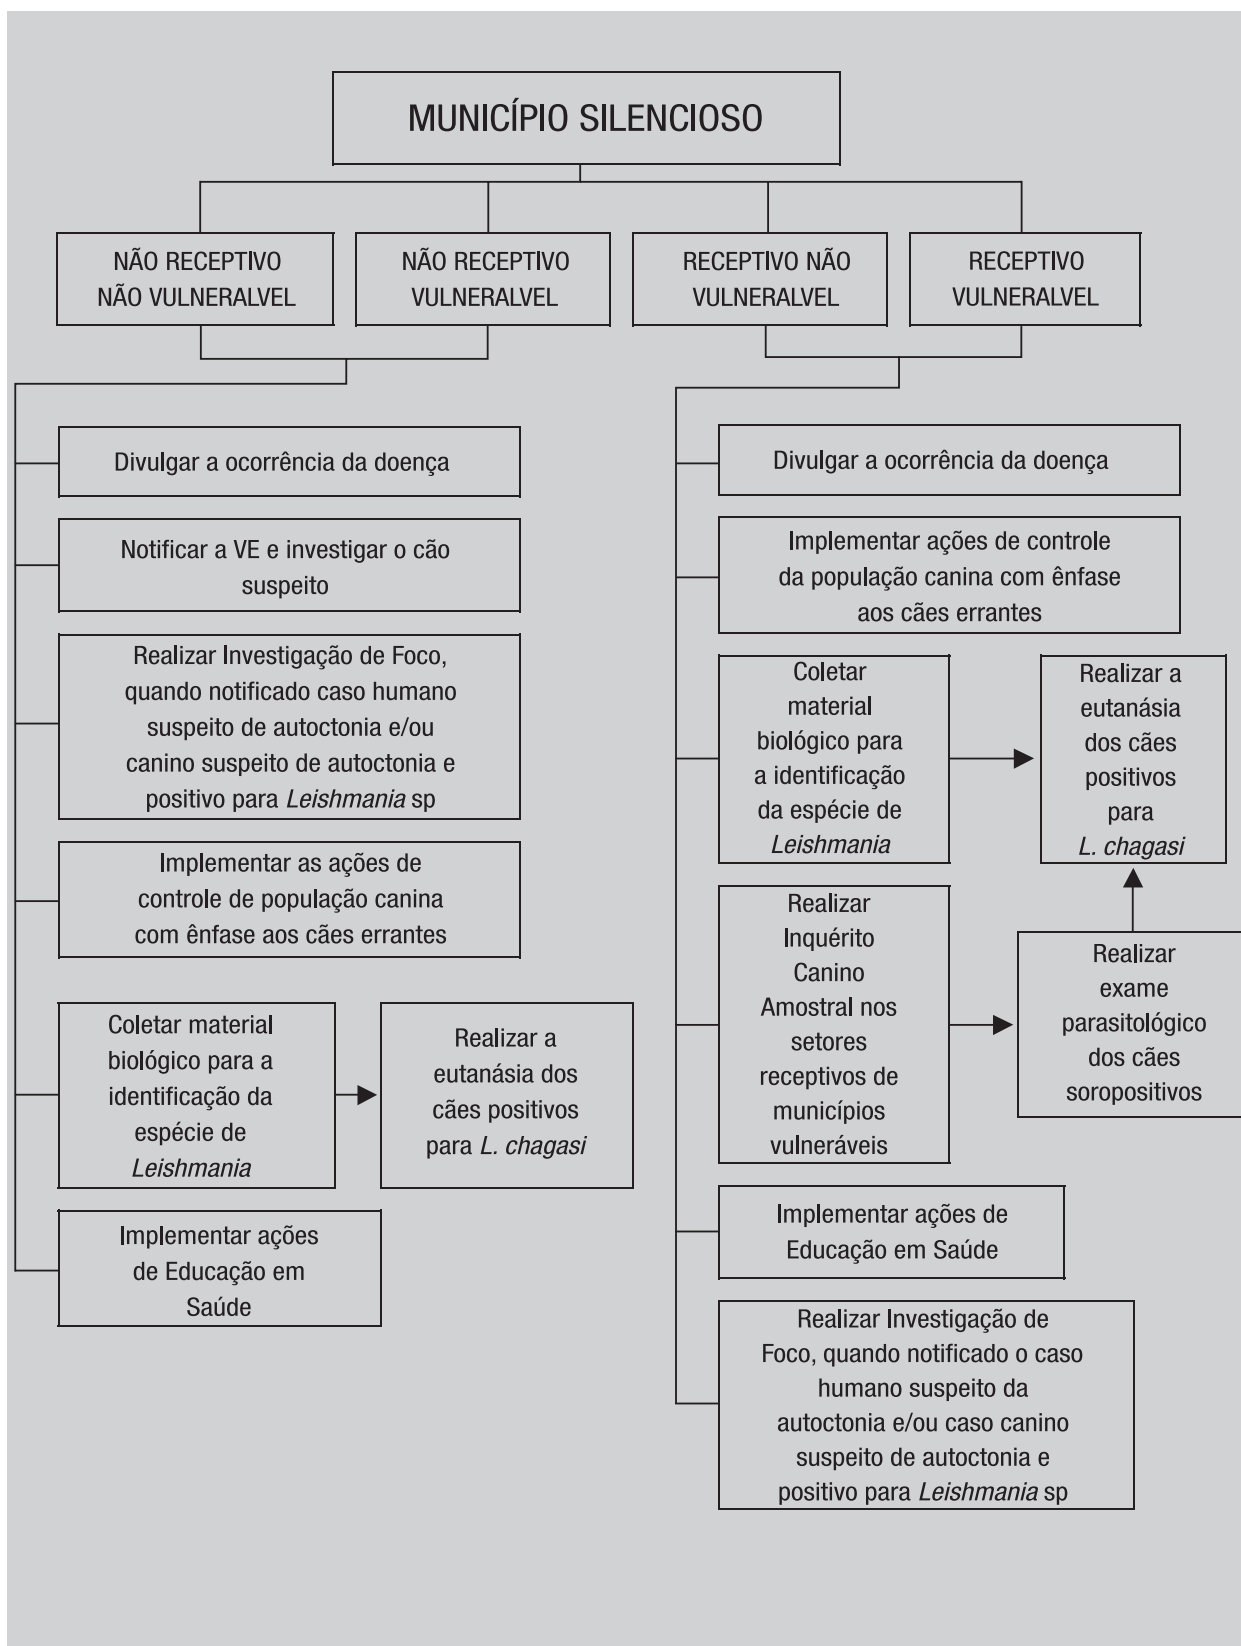 MUNICÍPIO SILENCIOSO
NÃO RECEPTIVO
NÃO VULNERALVEL
NÃO RECEPTIVO
VULNERALVEL
RECEPTIVO NÃO
VULNERALVEL
RECEPTIVO
VULNERALVEL
Divulgar a ocorrência da doença
Notificar a VE e investigar o cão
suspeito
Realizar Investigação de Foco,
quando notificado caso humano
suspeito de autoctonia e/ou
canino suspeito de autoctonia e
positivo para Leishmania sp
Implementar as ações de
controle de população canina
com ênfase aos cães errantes
Coletar material
biológico para a
identificação da
espécie de
Leishmania
Realizar a
eutanásia dos
cães positivos
para L. chagasi
Implementar ações
de Educação em
Saúde
Divulgar a ocorrência da doença
Implementar ações de controle
da população canina com ênfase
aos cães errantes
Coletar
material
biológico para
a identificação
da espécie de
Leishmania
Realizar a
eutanásia
dos cães
positivos
para
L. chagasi
Realizar
Inquérito
Canino
Amostral nos
setores
receptivos de
municípios
vulneráveis
Realizar
exame
parasitológico
dos cães
soropositivos
Implementar ações de
Educação em Saúde
Realizar Investigação de
Foco, quando notificado o caso
humano suspeito da
autoctonia e/ou caso canino
suspeito de autoctonia e
positivo para Leishmania sp